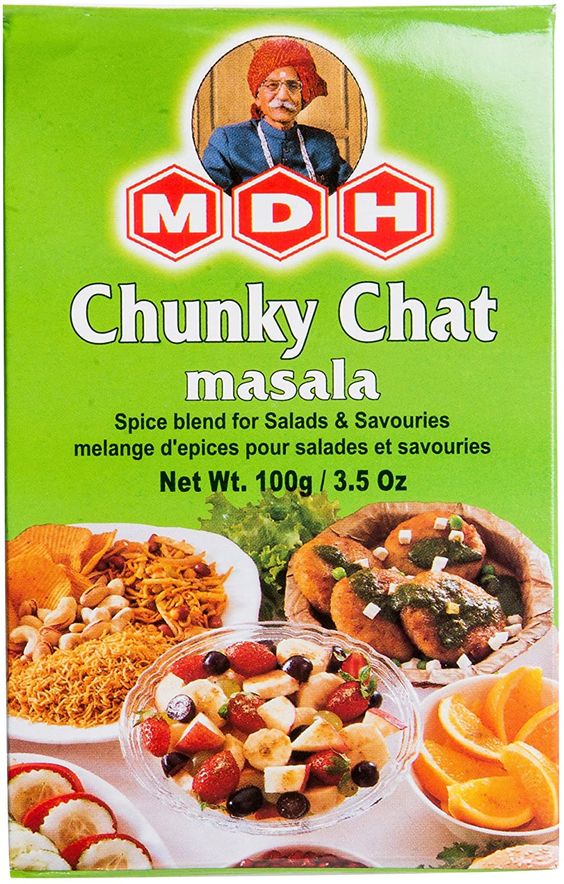 MDH
Chunky Chat
masala
Spice blend for Salads & Savouries
melange d'epices pour salades et savouries
Net Wt. 100g / 3.5 Oz